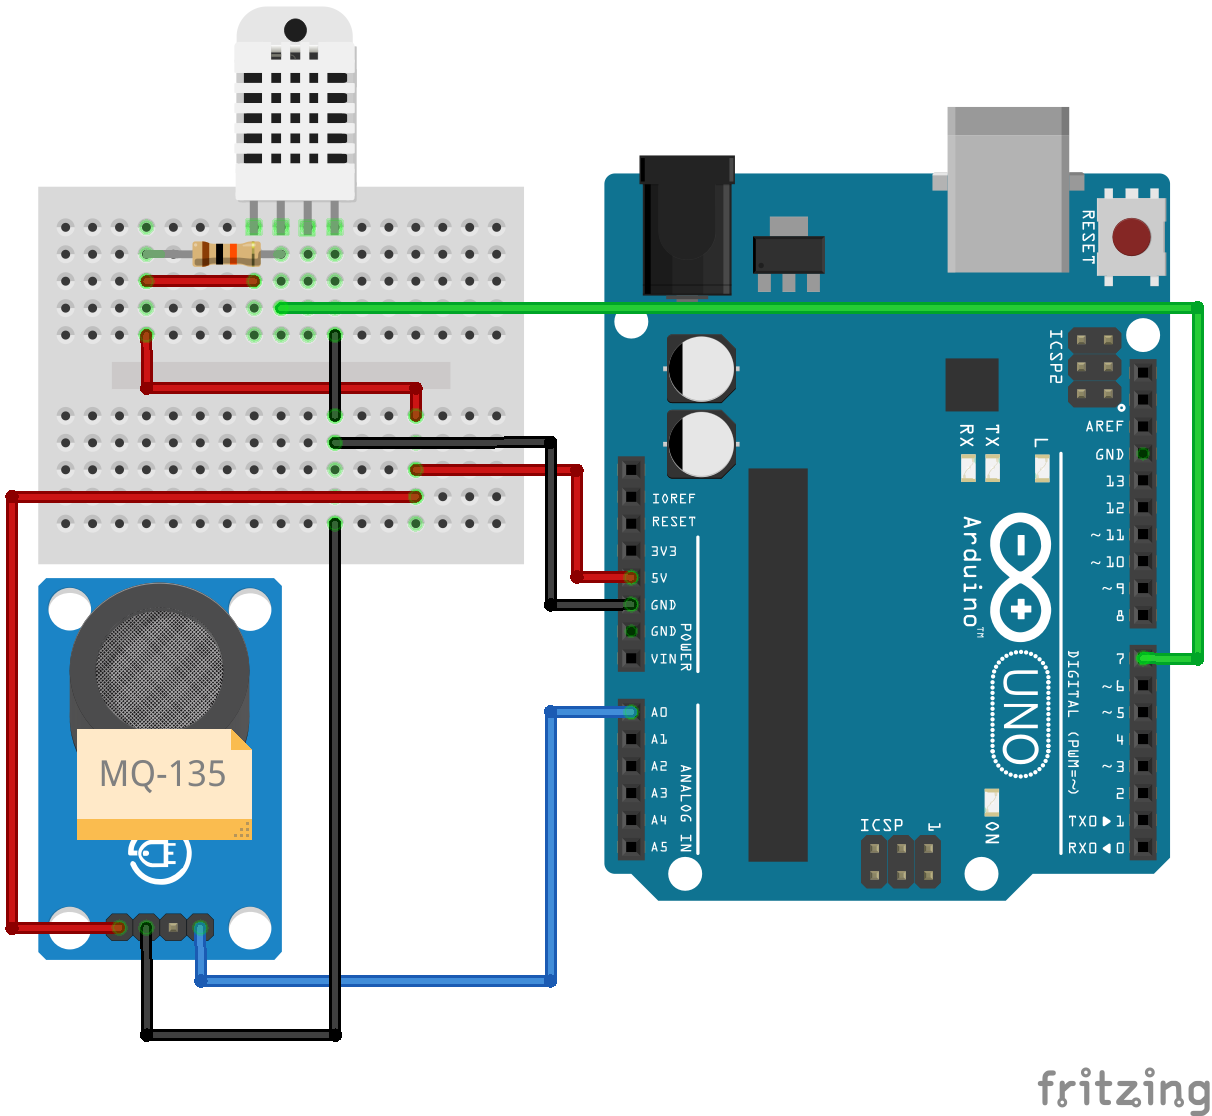 RESET
ICSP2
AREF
GND
13
12
~11
~10
~9
8
7
~6
~5
4
~3
2
TX0▶1
RX0◀0
DIGITAL (PWM=~)
RX
TX
L
Arduino™
UNO
ON
ICSP
1
IOREF
RESET
3V3
5V
GND
GND
VIN
POWER
A0
A1
A2
A3
A4
A5
ANALOG IN
MQ-135
fritzing